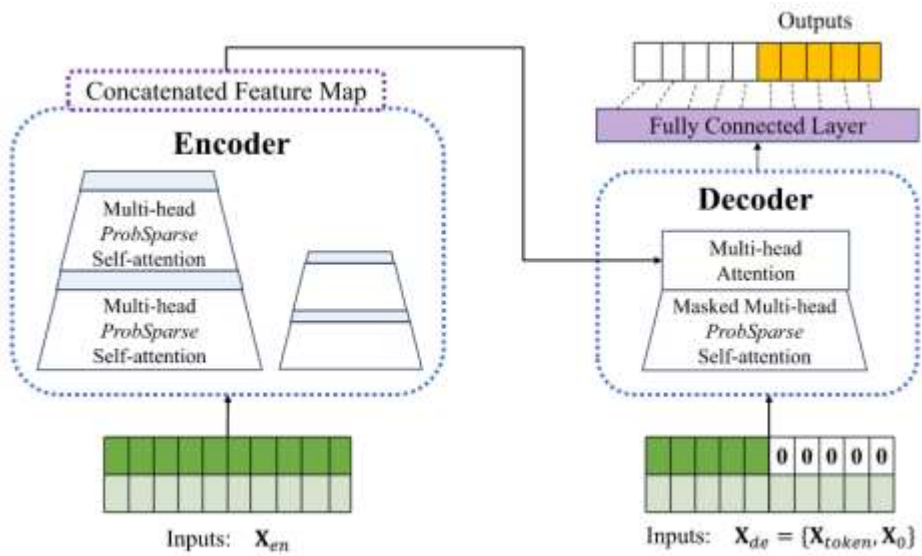 Outputs
Concatenated Feature Map
Fully Connected Layer
Encoder
Multi-head
ProbSparse
Self-attention
Multi-head
ProbSparse
Self-attention
Decoder
Multi-head
Attention
Masked Multi-head
ProbSparse
Self-attention
0 0 0 0 0
Inputs: X_en
Inputs: X_de = {X_token, X_0}